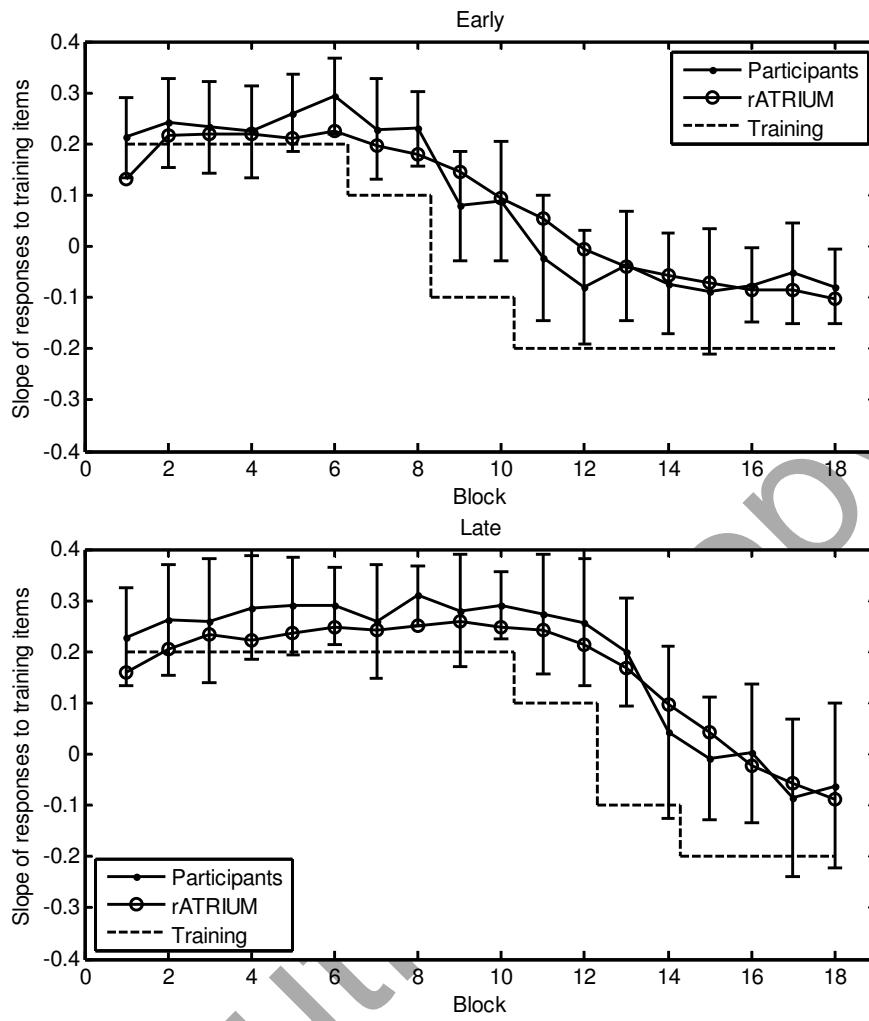 Early
Slope of responses to training items
0.4
0.3
0.2
0.1
0
-0.1
-0.2
-0.3
-0.4
Participants
rATRIUM
Training
0 2 4 6 8 10 12 14 16 18
Block
Late
Slope of responses to training items
0.4
0.3
0.2
0.1
0
-0.1
-0.2
-0.3
-0.4
Participants
rATRIUM
Training
0 2 4 6 8 10 12 14 16 18
Block